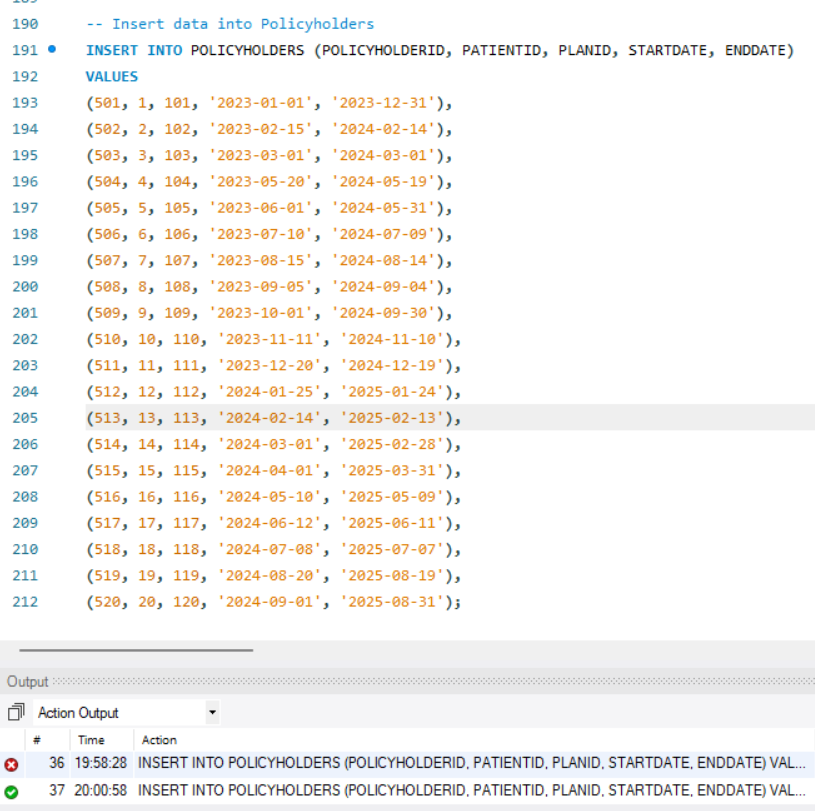 190 -- Insert data into Policyholders
191 INSERT INTO POLICYHOLDERS (POLICYHOLDERID, PATIENTID, PLANID, STARTDATE, ENDDATE)
192 VALUES
193 (501, 1, 101, '2023-01-01', '2023-12-31'),
194 (502, 2, 102, '2023-02-15', '2024-02-14'),
195 (503, 3, 103, '2023-03-01', '2024-03-01'),
196 (504, 4, 104, '2023-05-20', '2024-05-19'),
197 (505, 5, 105, '2023-06-01', '2024-05-31'),
198 (506, 6, 106, '2023-07-10', '2024-07-09'),
199 (507, 7, 107, '2023-08-15', '2024-08-14'),
200 (508, 8, 108, '2023-09-05', '2024-09-04'),
201 (509, 9, 109, '2023-10-01', '2024-09-30'),
202 (510, 10, 110, '2023-11-11', '2024-11-10'),
203 (511, 11, 111, '2023-12-20', '2024-12-19'),
204 (512, 12, 112, '2024-01-25', '2025-01-24'),
205 (513, 13, 113, '2024-02-14', '2025-02-13'),
206 (514, 14, 114, '2024-03-01', '2025-02-28'),
207 (515, 15, 115, '2024-04-01', '2025-03-31'),
208 (516, 16, 116, '2024-05-10', '2025-05-09'),
209 (517, 17, 117, '2024-06-12', '2025-06-11'),
210 (518, 18, 118, '2024-07-08', '2025-07-07'),
211 (519, 19, 119, '2024-08-20', '2025-08-19'),
212 (520, 20, 120, '2024-09-01', '2025-08-31');
Output
Action Output
# Time Action
36 19:58:28 INSERT INTO POLICYHOLDERS (POLICYHOLDERID, PATIENTID, PLANID, STARTDATE, ENDDATE) VAL...
37 20:00:58 INSERT INTO POLICYHOLDERS (POLICYHOLDERID, PATIENTID, PLANID, STARTDATE, ENDDATE) VAL...